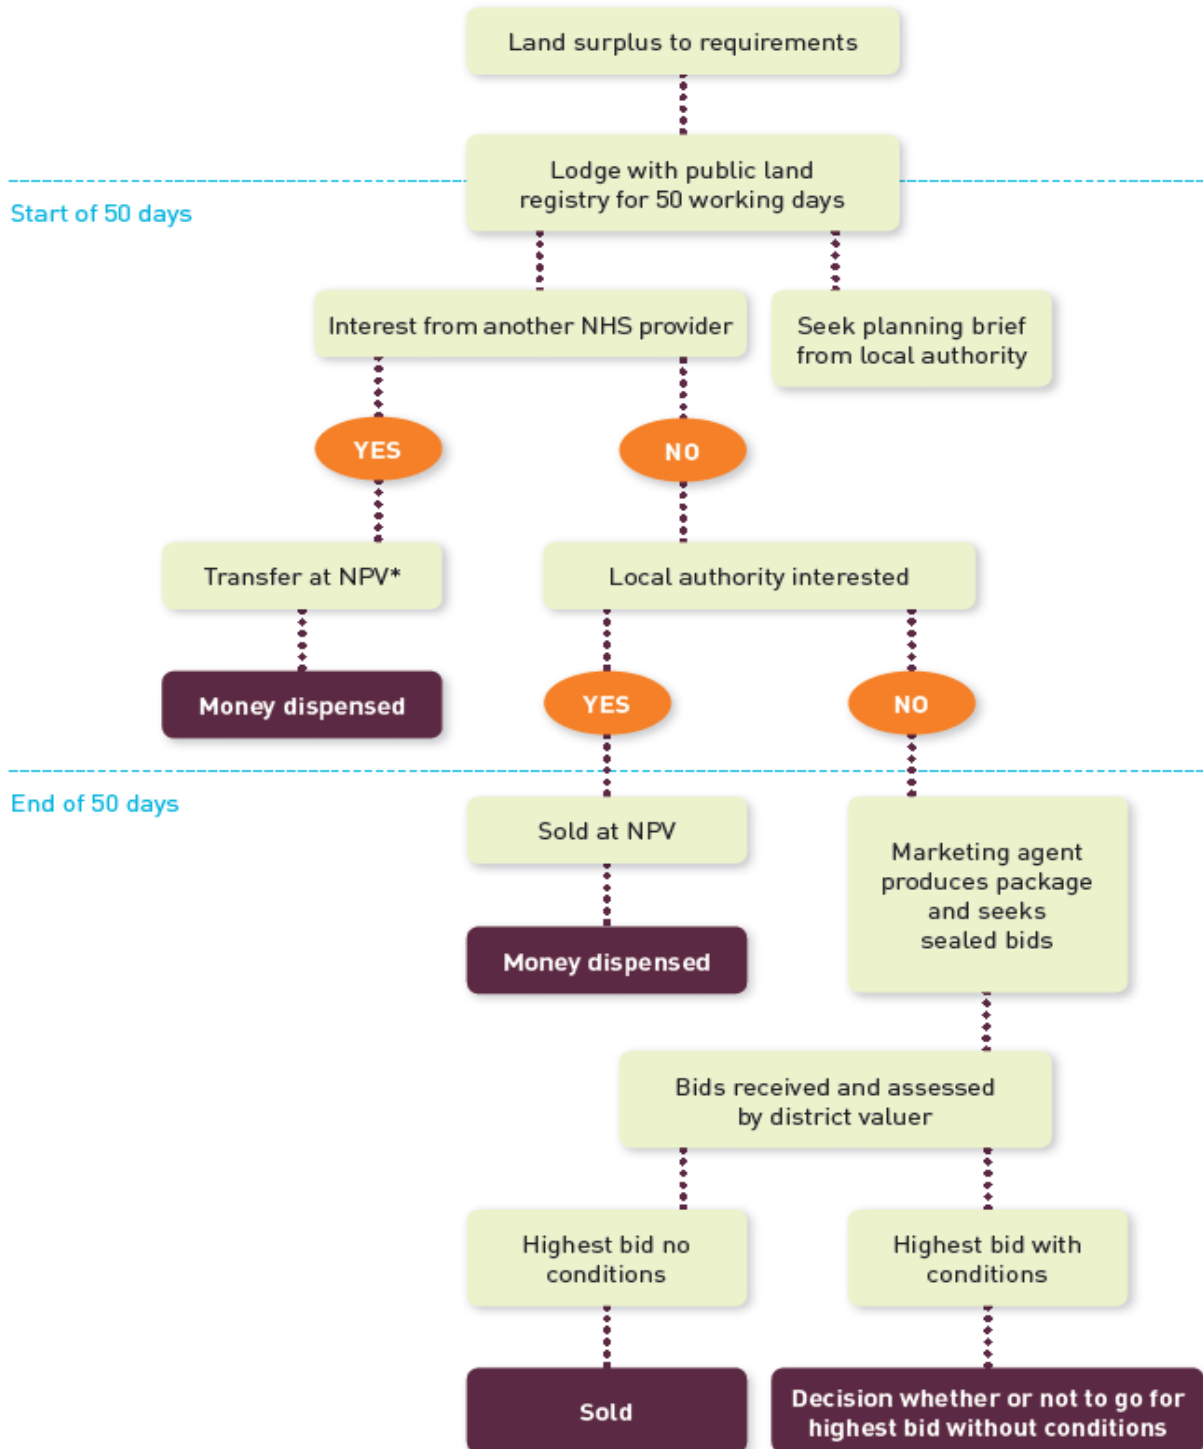 Land surplus to requirements
Lodge with public land
registry for 50 working days
Start of 50 days
Interest from another NHS provider
Seek planning brief
from local authority
YES
NO
Transfer at NPV*
Local authority interested
Money dispensed
YES
NO
End of 50 days
Sold at NPV
Marketing agent
produces package
and seeks
sealed bids
Money dispensed
Bids received and assessed
by district valuer
Highest bid no
conditions
Highest bid with
conditions
Sold
Decision whether or not to go for
highest bid without conditions